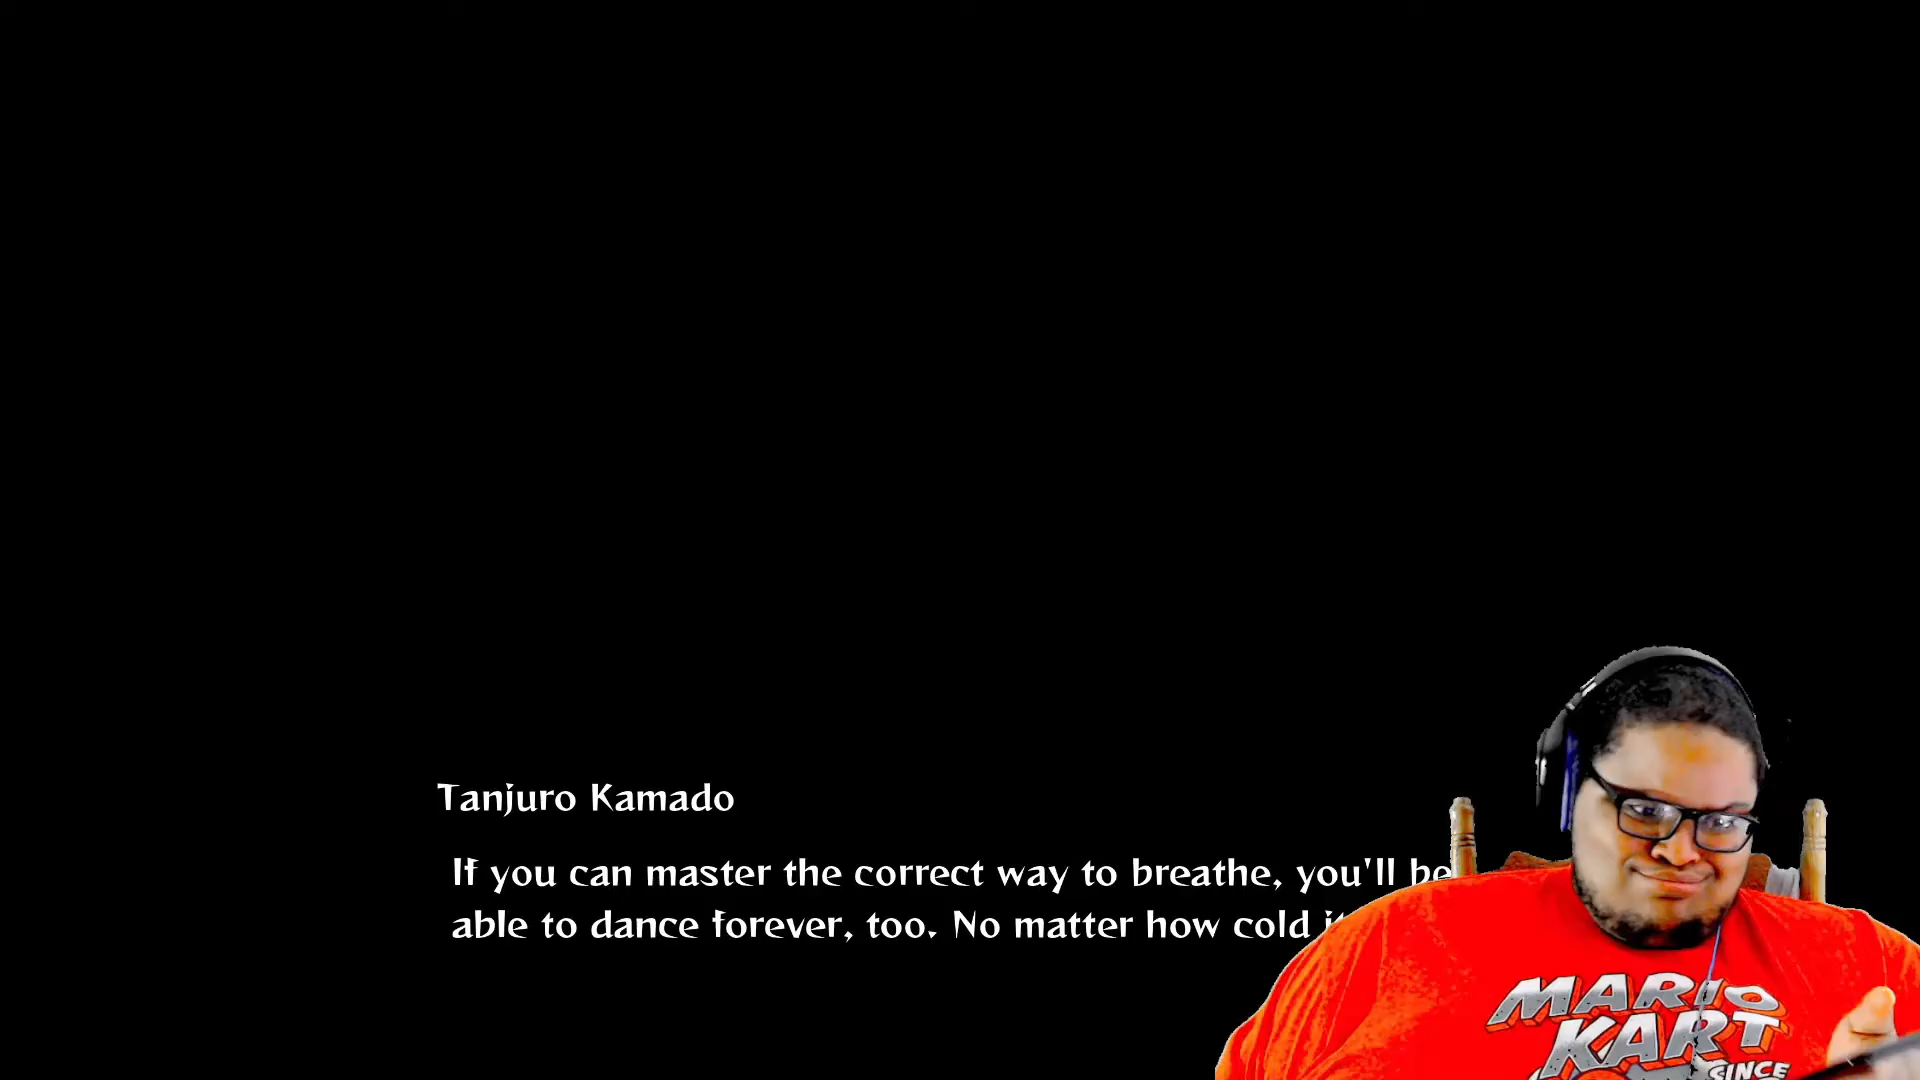 Tanjuro Kamado
If you can master the correct way to breathe, you'll be
able to dance forever, too. No matter how cold
MARIO
KART
SINCE